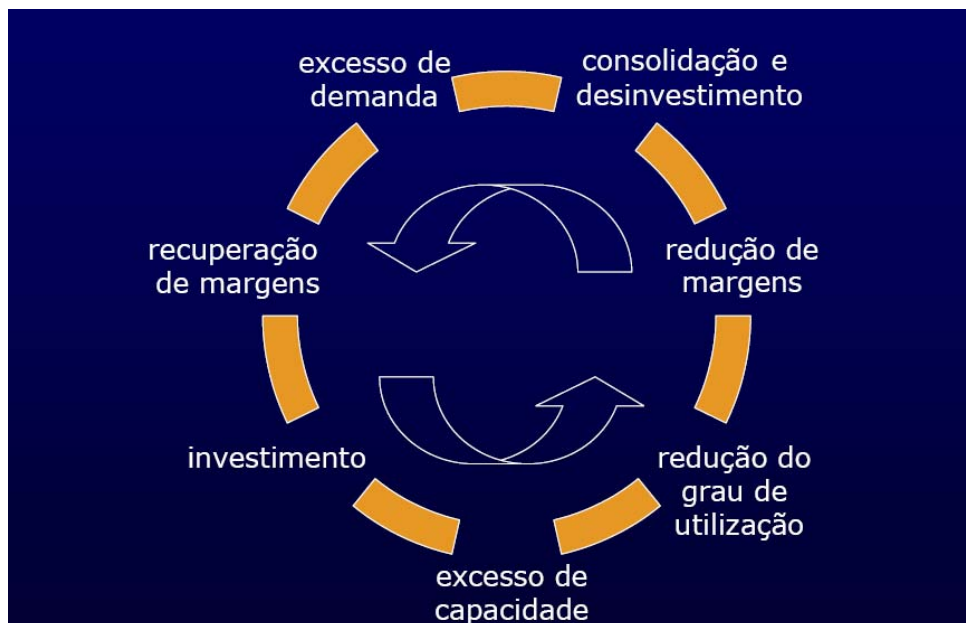 excesso de
demanda
consolidação e
desinvestimento
recuperação
de margens
redução de
margens
investimento
redução do
grau de
utilização
excesso de
capacidade